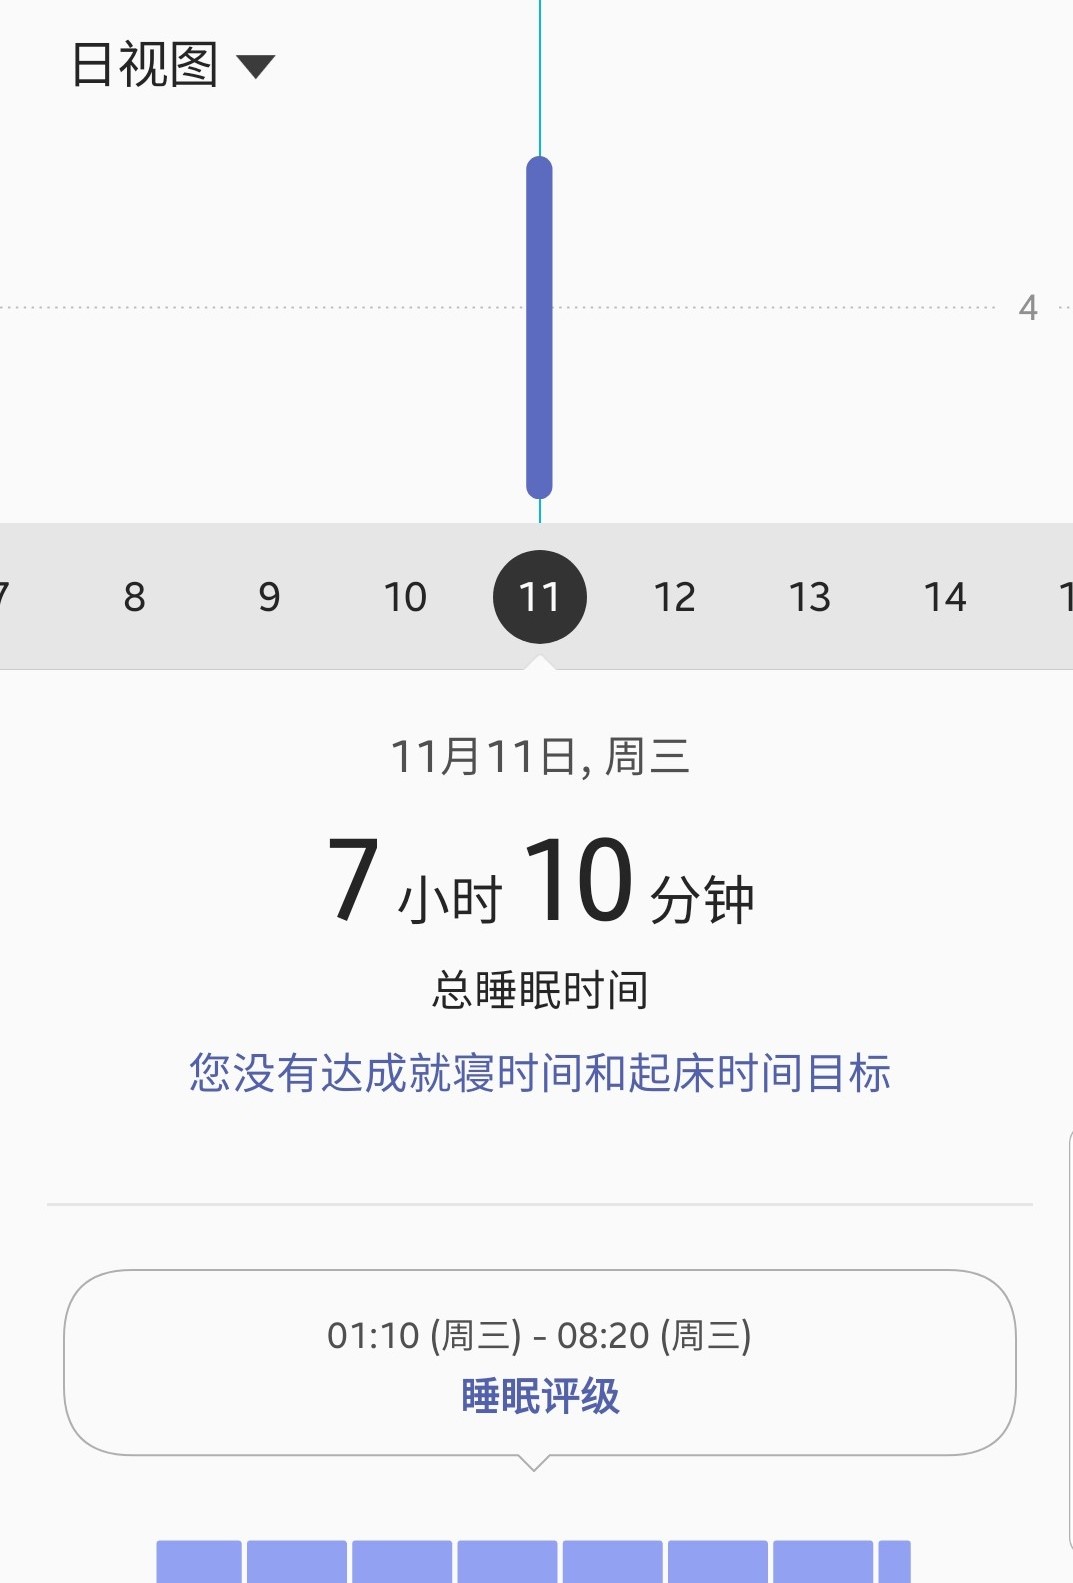 日视图
4
7 8 9 10 11 12 13 14 1
11月11日, 周三
7 小时 10 分钟
总睡眠时间
您没有达成就寝时间和起床时间目标
01:10 (周三) - 08:20 (周三)
睡眠评级